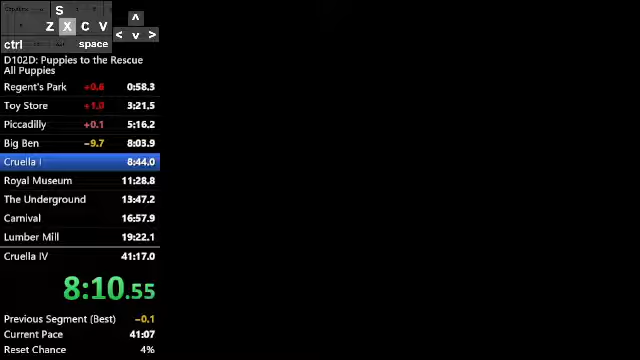 S
Z X C V
^
< v >
ctrl space
D102D: Puppies to the Rescue
All Puppies
Regent's Park +0.6 0:58.3
Toy Store +1.0 3:21.5
Piccadilly +0.1 5:16.2
Big Ben −9.7 8:03.9
Cruella I 8:44.0
Royal Museum 11:28.8
The Underground 13:47.2
Carnival 16:57.9
Lumber Mill 19:22.1
Cruella IV 41:17.0
8:10.55
Previous Segment (Best) −0.1
Current Pace 41:07
Reset Chance 4%